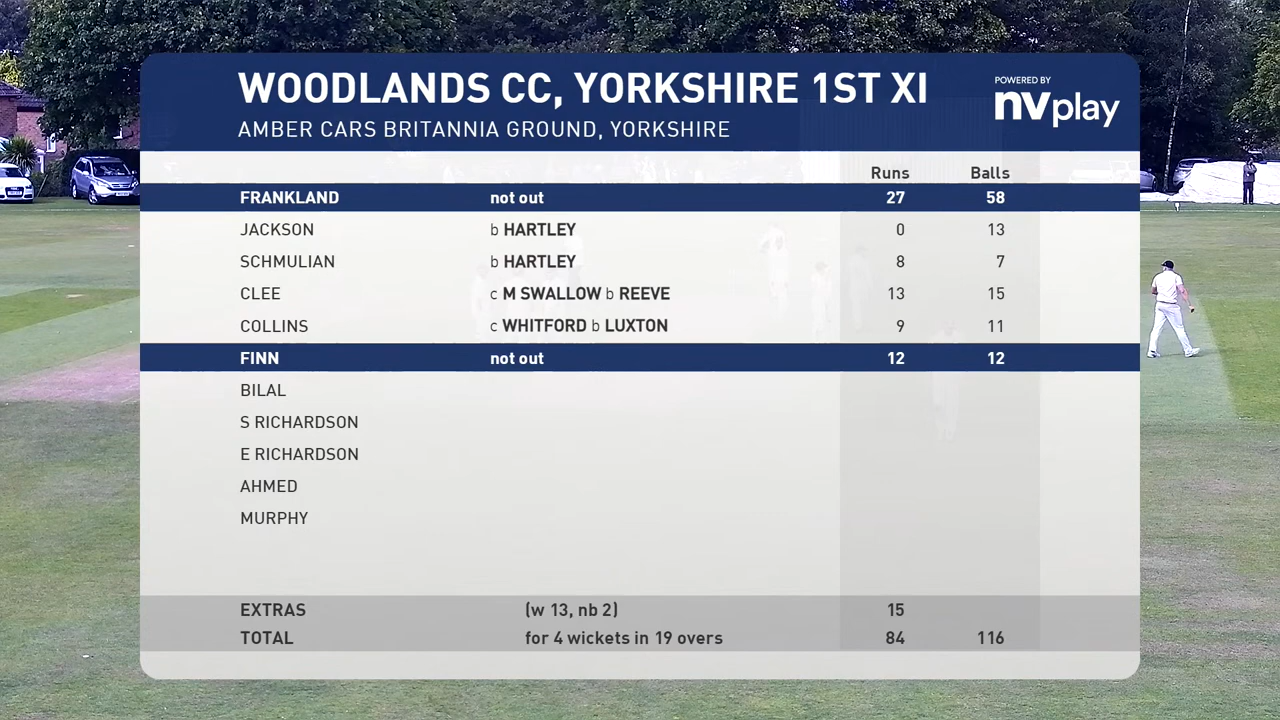 WOODLANDS CC, YORKSHIRE 1ST XI
AMBER CARS BRITANNIA GROUND, YORKSHIRE
POWERED BY
nvplay
Runs Balls
FRANKLAND not out 27 58
JACKSON b HARTLEY 0 13
SCHMULIAN b HARTLEY 8 7
CLEE c M SWALLOW b REEVE 13 15
COLLINS c WHITFORD b LUXTON 9 11
FINN not out 12 12
BILAL
S RICHARDSON
E RICHARDSON
AHMED
MURPHY
EXTRAS (w 13, nb 2) 15
TOTAL for 4 wickets in 19 overs 84 116